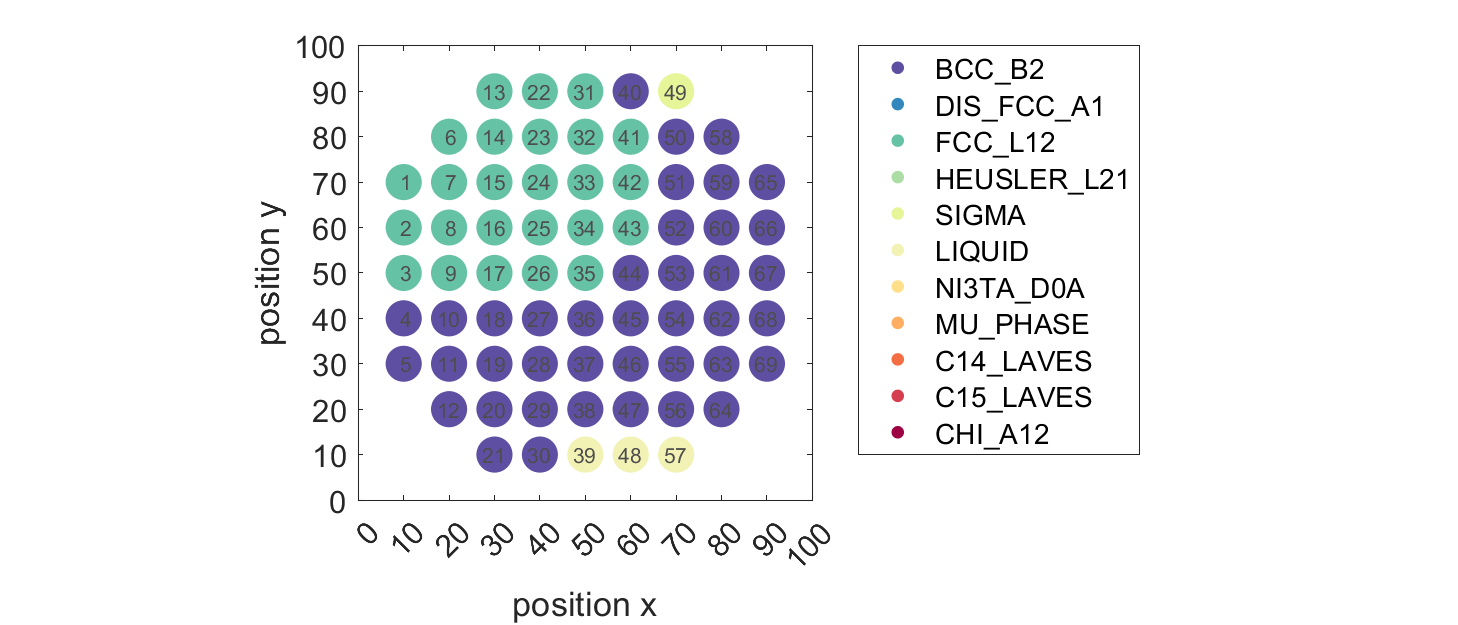 100
90
80
70
60
50
40
30
20
10
0
position y
13 22 31 40 49
6 14 23 32 41 50 58
1 7 15 24 33 42 51 59 65
2 8 16 25 34 43 52 60 66
3 9 17 26 35 44 53 61 67
4 10 18 27 36 45 54 62 68
5 11 19 28 37 46 55 63 69
12 20 29 38 47 56 64
21 30 39 48 57
0 10 20 30 40 50 60 70 80 90 100
position x
BCC_B2
DIS_FCC_A1
FCC_L12
HEUSLER_L21
SIGMA
LIQUID
NI3TA_D0A
MU_PHASE
C14_LAVES
C15_LAVES
CHI_A12